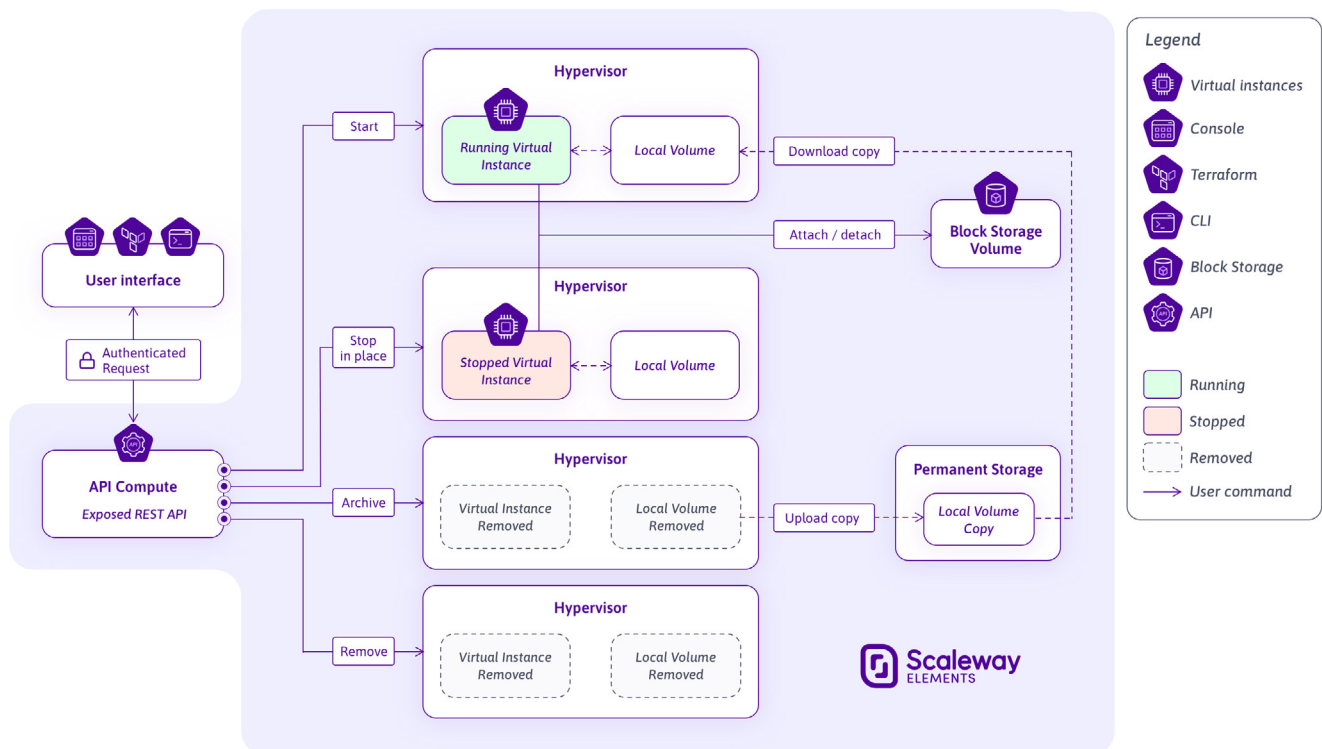 Hypervisor
Start
Running Virtual
Instance
Local Volume
Download copy
Attach / detach
Block Storage
Volume
User interface
Authenticated
Request
Hypervisor
Stop
in place
Stopped Virtual
Instance
Local Volume
API
API Compute
Exposed REST API
Hypervisor
Archive
Virtual Instance
Removed
Local Volume
Removed
Upload copy
Permanent Storage
Local Volume
Copy
Hypervisor
Remove
Virtual Instance
Removed
Local Volume
Removed
Scaleway
ELEMENTS
Legend
Virtual instances
Console
Terraform
CLI
Block Storage
API
API
Running
Stopped
Removed
User command